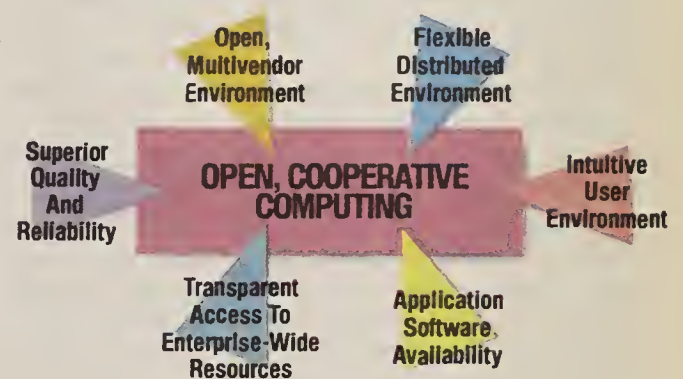 Open,
Multivendor
Environment
Flexible
Distributed
Environment
Superior
Quality
And
Reliability
OPEN, COOPERATIVE
COMPUTING
Intuitive
User
Environment
Transparent
Access To
Enterprise-Wide
Resources
Application
Software
Availability